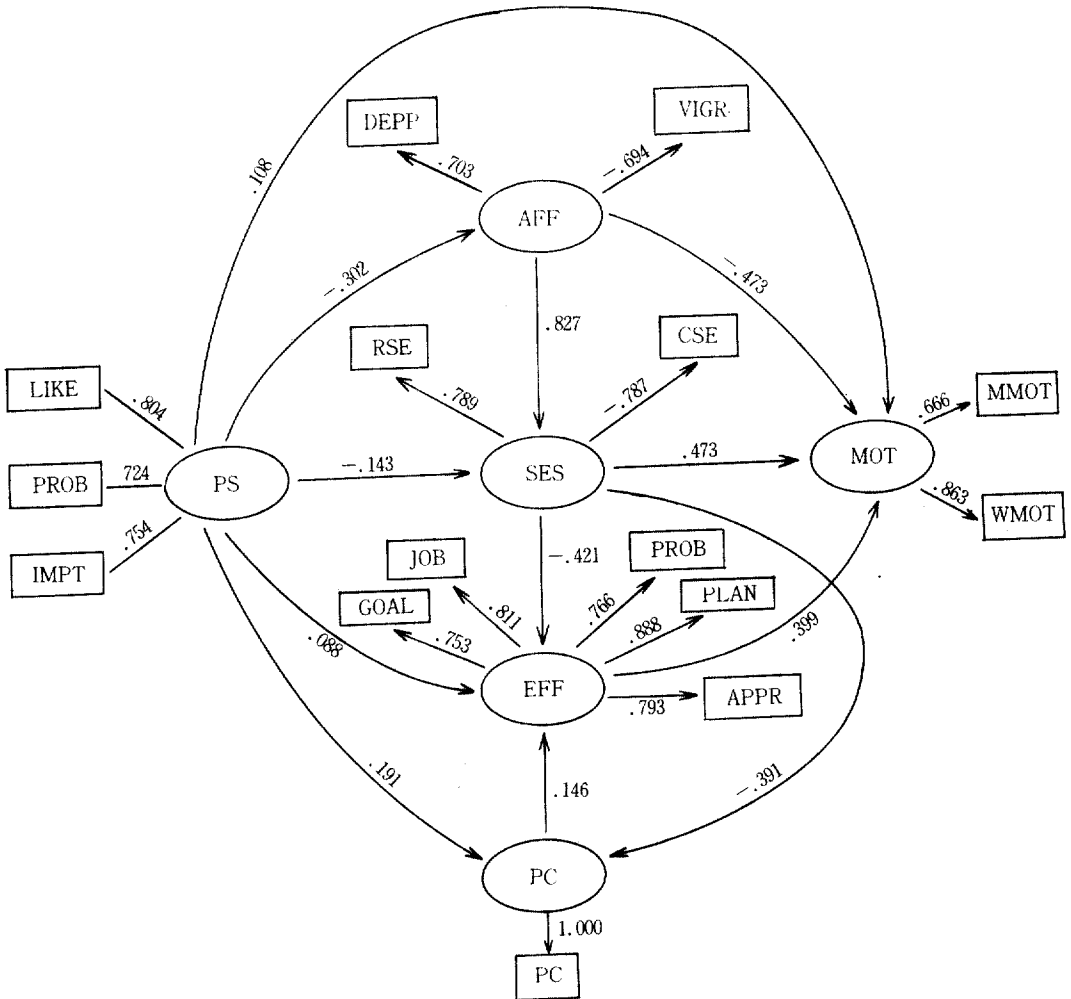 DEPP
VIGR
.703
-.694
.108
AFF
-.302
-.473
.827
RSE
CSE
LIKE
.804
.789
-.787
MMOT
.666
PROB
724
PS
-.143
SES
.473
MOT
.863
WMOT
IMPT
.754
-.421
JOB
PROB
GOAL
.811
.766
PLAN
.088
.753
.888
.399
EFF
.793
APPR
.191
.146
-.391
PC
1.000
PC